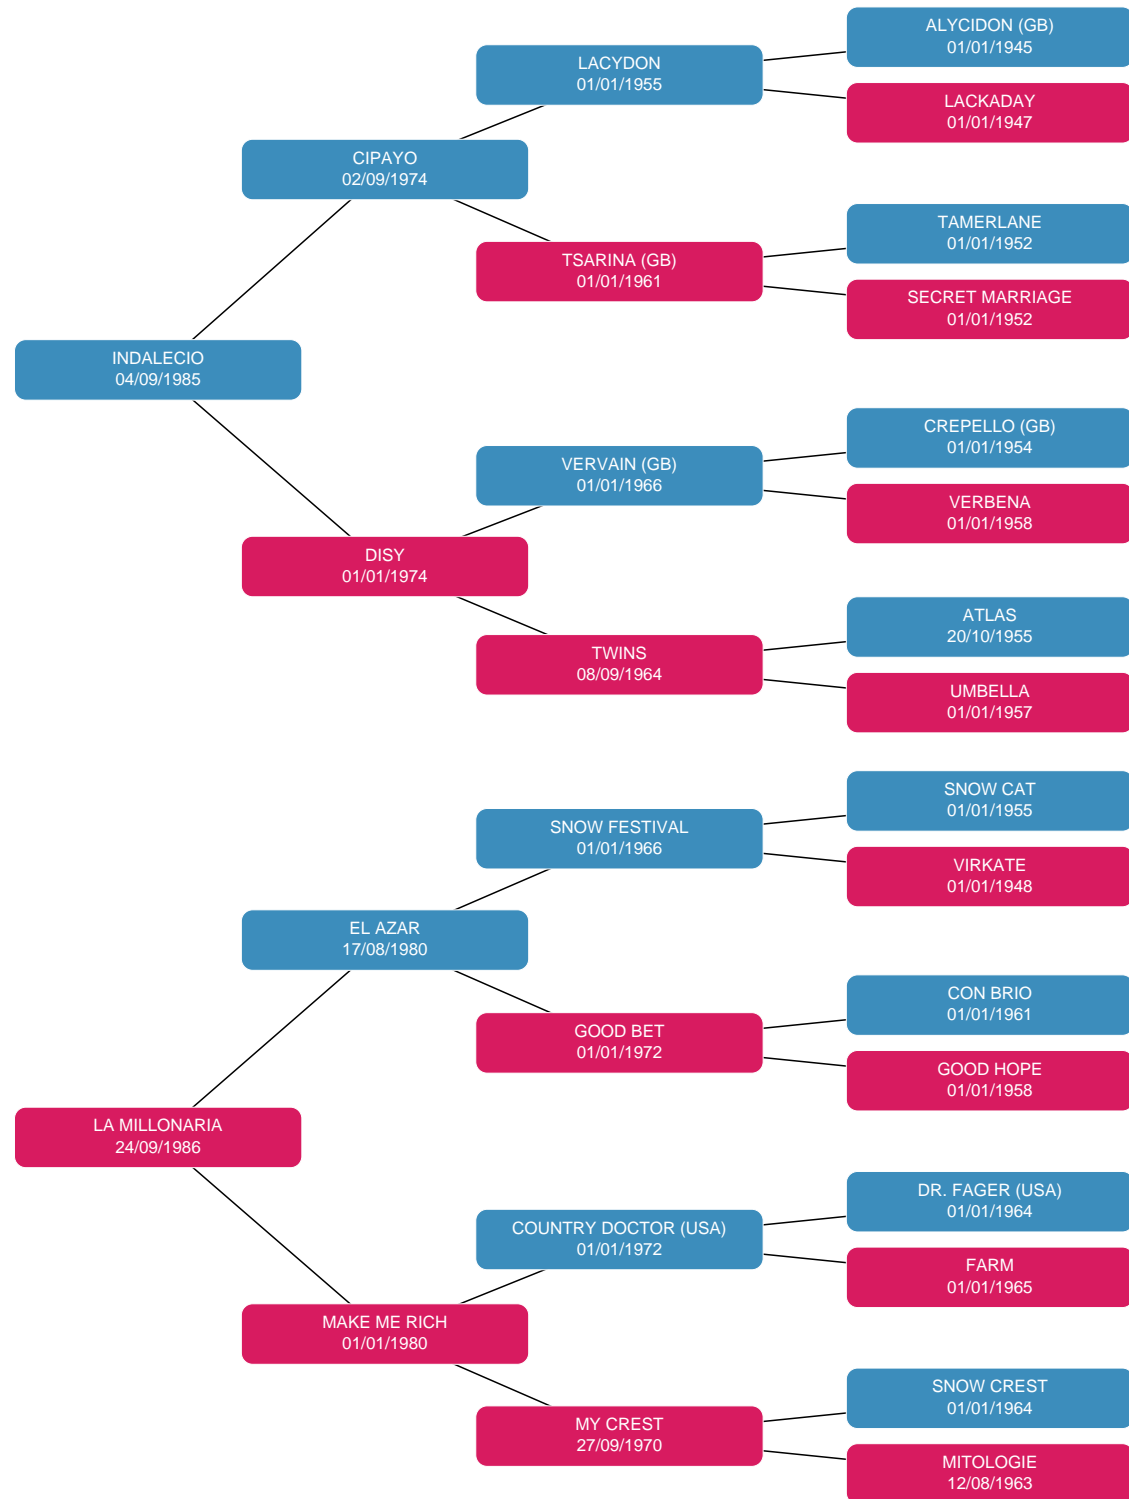 ALYCIDON (GB)
01/01/1945
LACYDON
01/01/1955
LACKADAY
01/01/1947
CIPAYO
02/09/1974
TAMERLANE
01/01/1952
TSARINA (GB)
01/01/1961
SECRET MARRIAGE
01/01/1952
INDALECIO
04/09/1985
CREPELLO (GB)
01/01/1954
VERVAIN (GB)
01/01/1966
VERBENA
01/01/1958
DISY
01/01/1974
ATLAS
20/10/1955
TWINS
08/09/1964
UMBELLA
01/01/1957
SNOW CAT
01/01/1955
SNOW FESTIVAL
01/01/1966
VIRKATE
01/01/1948
EL AZAR
17/08/1980
CON BRIO
01/01/1961
GOOD BET
01/01/1972
GOOD HOPE
01/01/1958
LA MILLONARIA
24/09/1986
DR. FAGER (USA)
01/01/1964
COUNTRY DOCTOR (USA)
01/01/1972
FARM
01/01/1965
MAKE ME RICH
01/01/1980
SNOW CREST
01/01/1964
MY CREST
27/09/1970
MITOLOGIE
12/08/1963